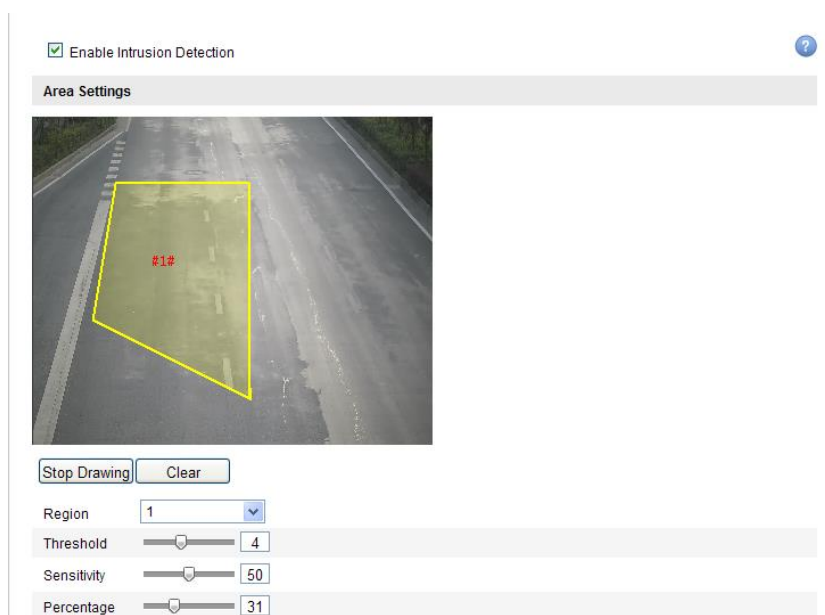 Enable Intrusion Detection
?
Area Settings
#1#
Stop Drawing Clear
Region 1
Threshold 4
Sensitivity 50
Percentage 31